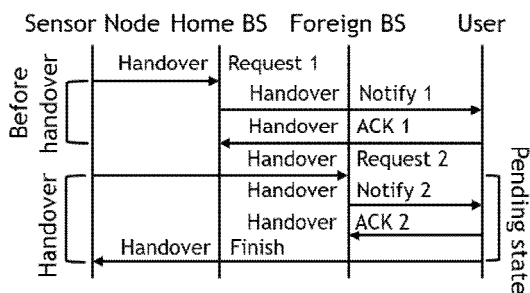 Sensor Node Home BS Foreign BS User
Handover Request 1
Handover Notify 1
Handover ACK 1
Handover Request 2
Handover Notify 2
Handover ACK 2
Handover Finish
Before
handover
Handover
Pending state